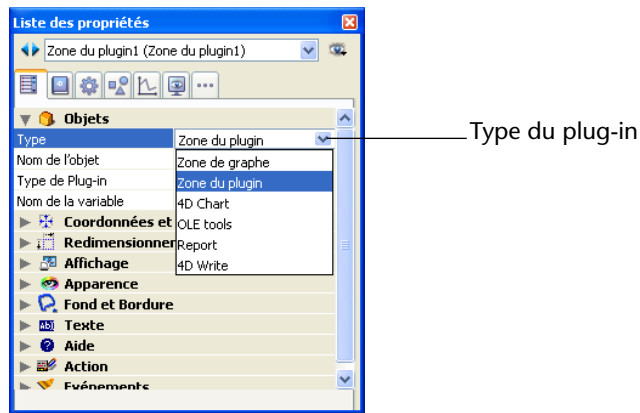 Liste des propriétés
Zone du plugin1 (Zone du plugin1)
Objets
Type Zone du plugin
Type du plug-in
Nom de l'objet
Zone de graphe
Type de Plug-in
Zone du plugin
Nom de la variable
4D Chart
Coordonnées et
OLE tools
Redimensionner
Report
Affichage
4D Write
Apparence
Fond et Bordure
Texte
Aide
Action
Evénements